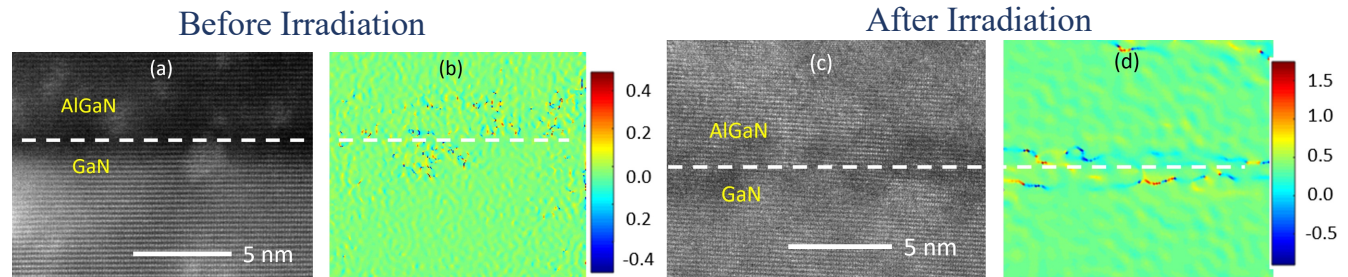 Before Irradiation
After Irradiation
(a)
AlGaN
GaN
5 nm
(b)
0.4
0.2
0.0
0.2
-0.4
(c)
AlGaN
GaN
5 nm
(d)
1.5
1.0
0.5
0.0
-0.5